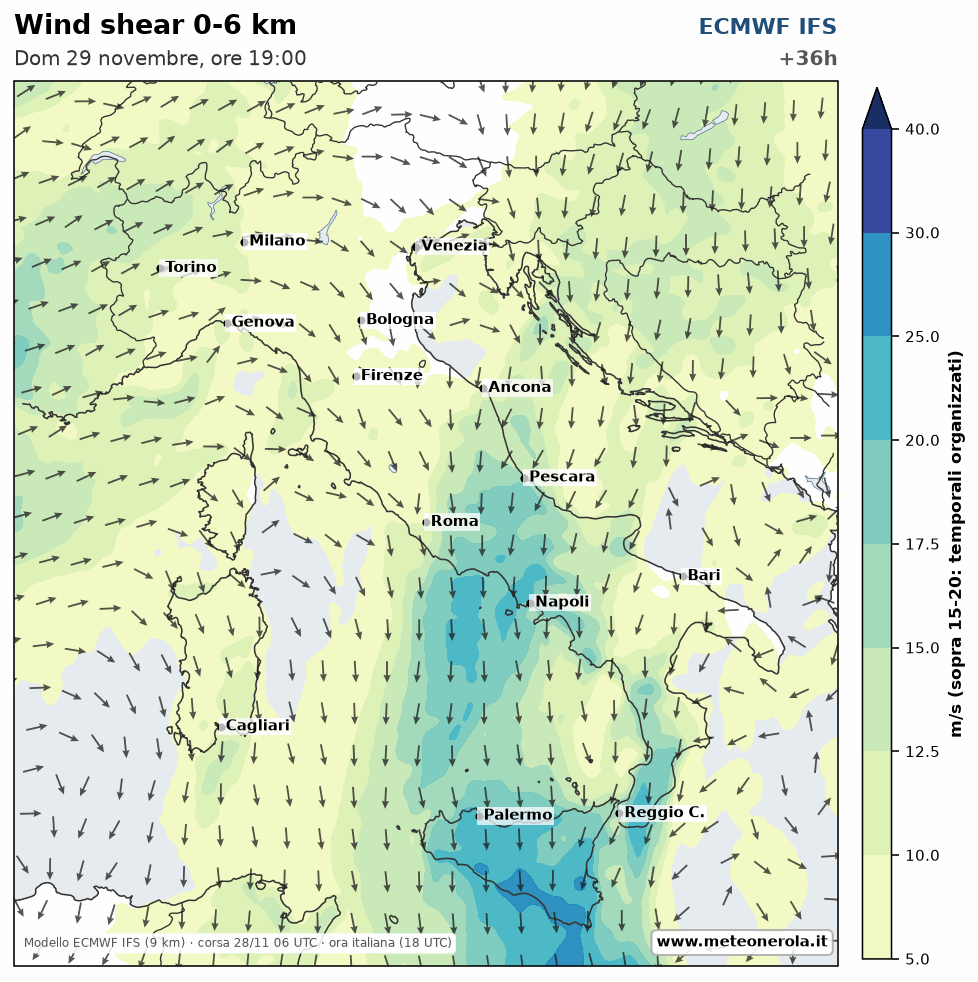 Wind shear 0-6 km
ECMWF IFS
Dom 29 novembre, ore 19:00
+36h
Milano
Venezia
Torino
Genova
Bologna
Firenze
Ancona
Pescara
Roma
Bari
Napoli
Cagliari
Palermo
Reggio C.
40.0
30.0
25.0
20.0
17.5
15.0
12.5
10.0
5.0
m/s (sopra 15-20: temporali organizzati)
Modello ECMWF IFS (9 km) · corsa 28/11 06 UTC · ora italiana (18 UTC)
www.meteonerola.it